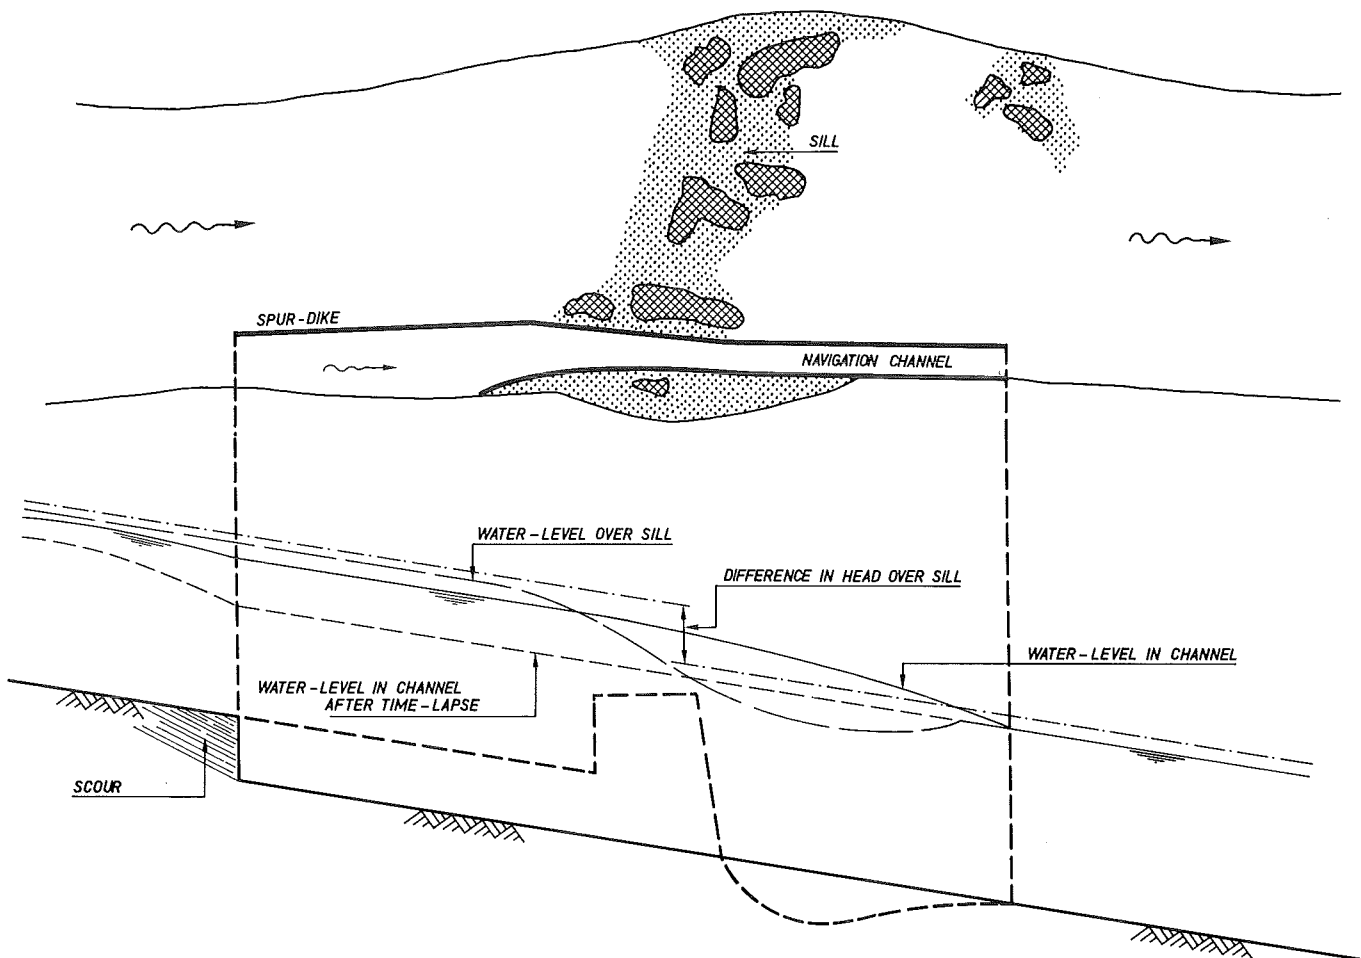 SILL
SPUR-DIKE
NAVIGATION CHANNEL
WATER-LEVEL OVER SILL
DIFFERENCE IN HEAD OVER SILL
WATER-LEVEL IN CHANNEL
WATER-LEVEL IN CHANNEL
AFTER TIME-LAPSE
SCOUR